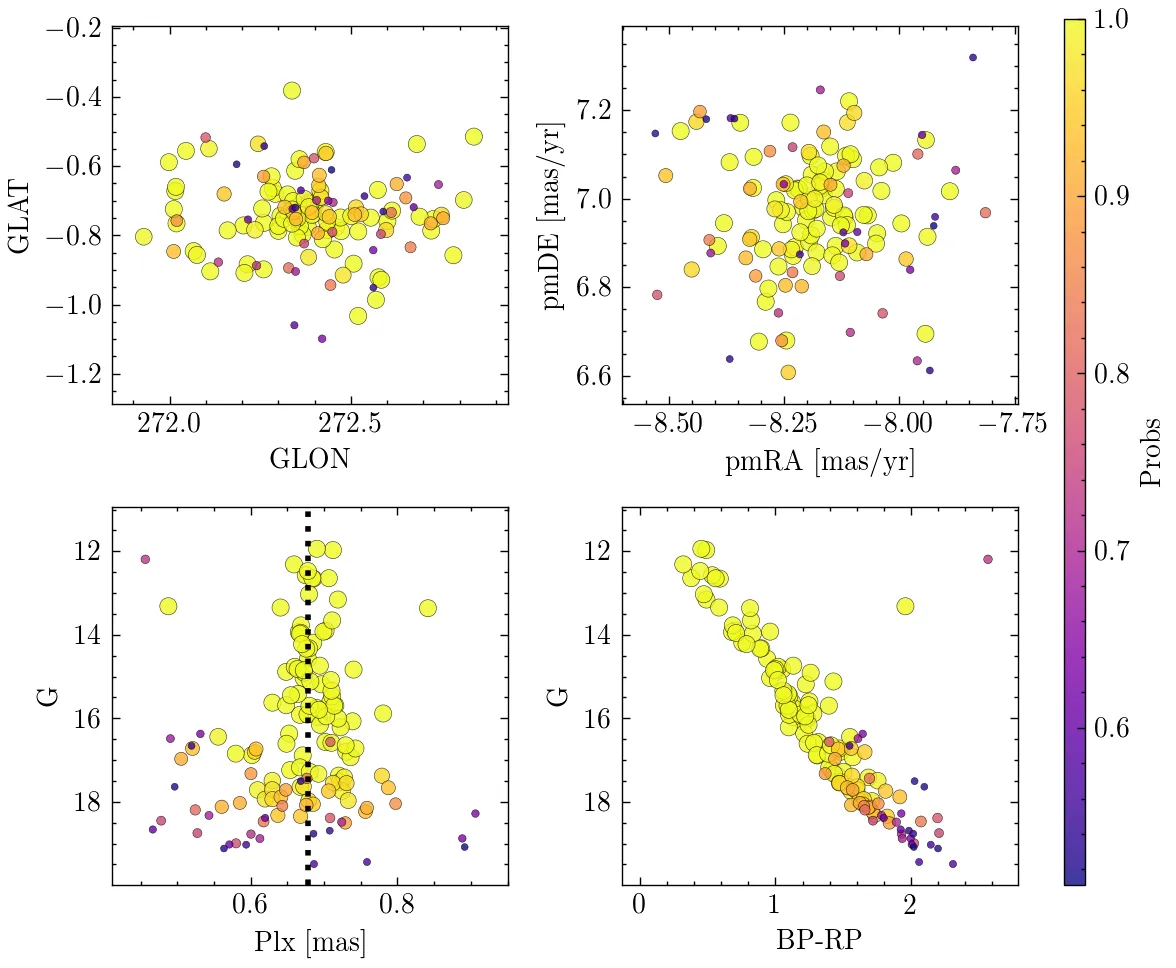 −0.2
−0.4
−0.6
−0.8
−1.0
−1.2
GLAT
272.0 272.5
GLON
7.2
7.0
6.8
6.6
pmDE [mas/yr]
−8.50 −8.25 −8.00 −7.75
pmRA [mas/yr]
12
14
16
18
G
0.6 0.8
Plx [mas]
12
14
16
18
G
0 1 2
BP-RP
1.0
0.9
0.8
0.7
0.6
Probs